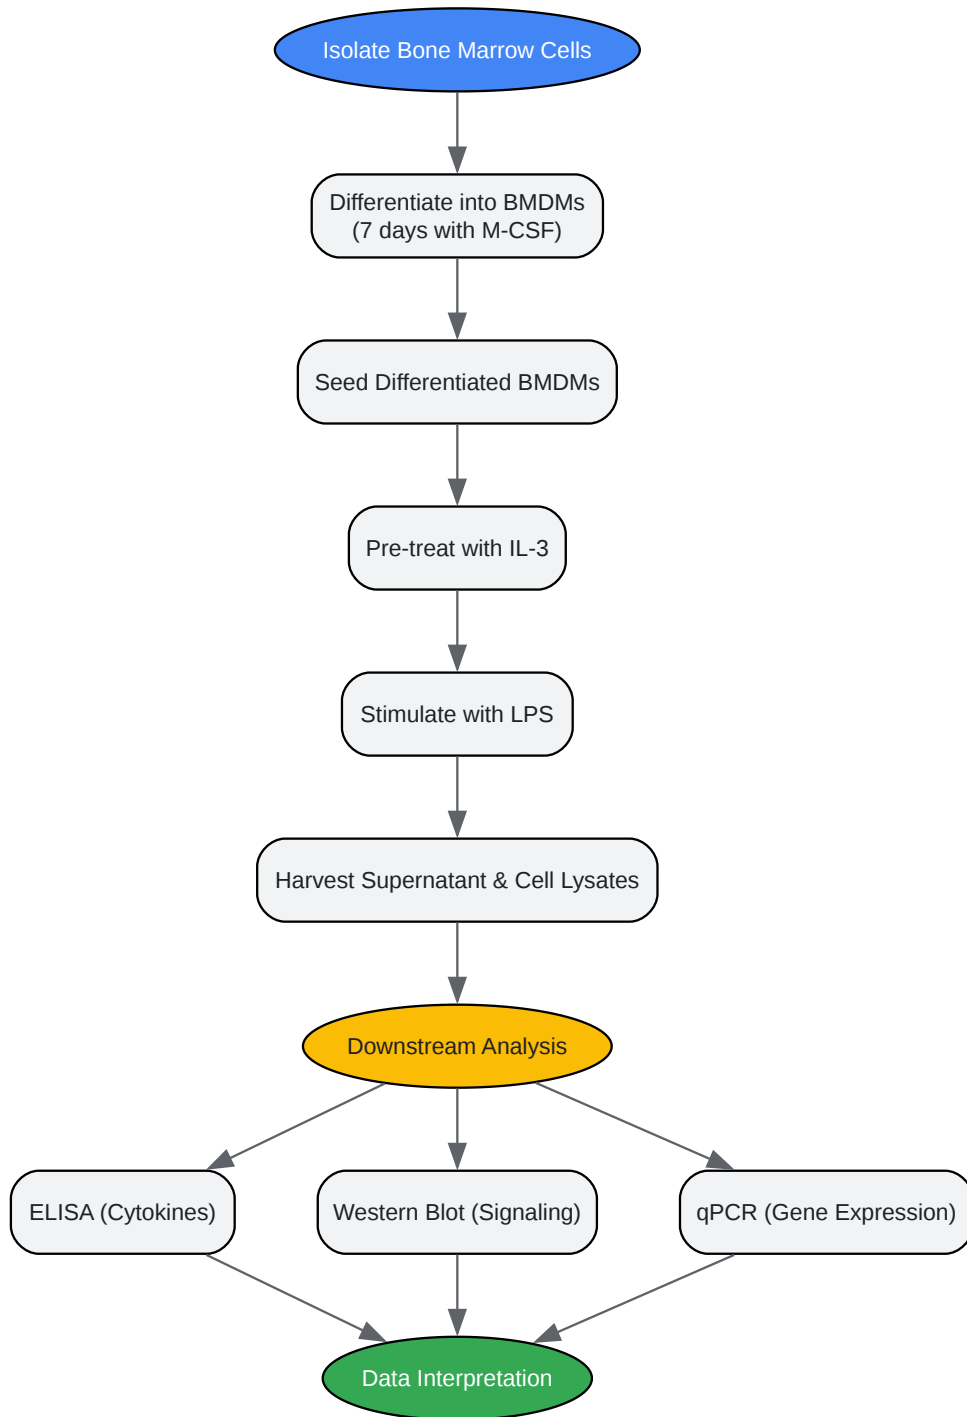 Isolate Bone Marrow Cells
Differentiate into BMDMs
(7 days with M-CSF)
Seed Differentiated BMDMs
Pre-treat with IL-3
Stimulate with LPS
Harvest Supernatant & Cell Lysates
Downstream Analysis
ELISA (Cytokines)
Western Blot (Signaling)
qPCR (Gene Expression)
Data Interpretation